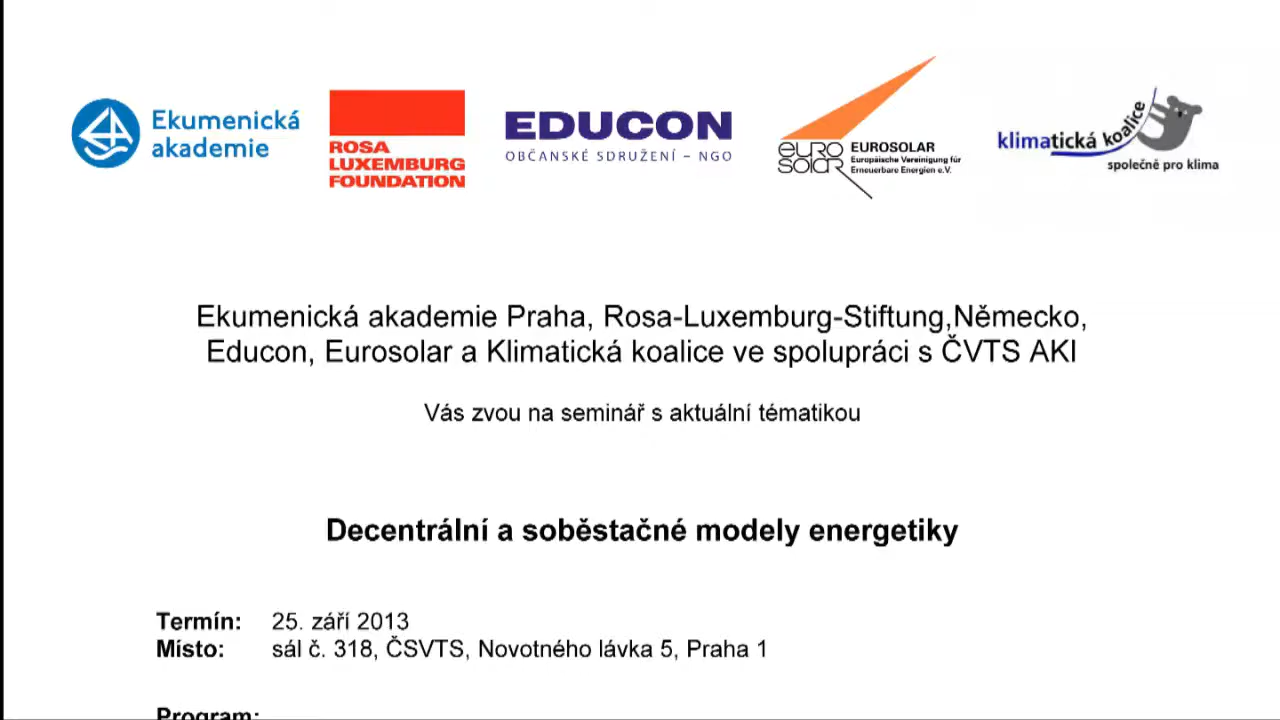 Ekumenická
akademie
ROSA
LUXEMBURG
FOUNDATION
EDUCON
OBČANSKÉ SDRUŽENÍ – NGO
EURO
SOLAR
EUROSOLAR
Europäische Vereinigung für
Erneuerbare Energien e.V.
klimatická koalice
společně pro klima
Ekumenická akademie Praha, Rosa-Luxemburg-Stiftung,Německo,
Educon, Eurosolar a Klimatická koalice ve spolupráci s ČVTS AKI
Vás zvou na seminář s aktuální tématikou
Decentrální a soběstačné modely energetiky
Termín: 25. září 2013
Místo: sál č. 318, ČSVTS, Novotného lávka 5, Praha 1
Program: